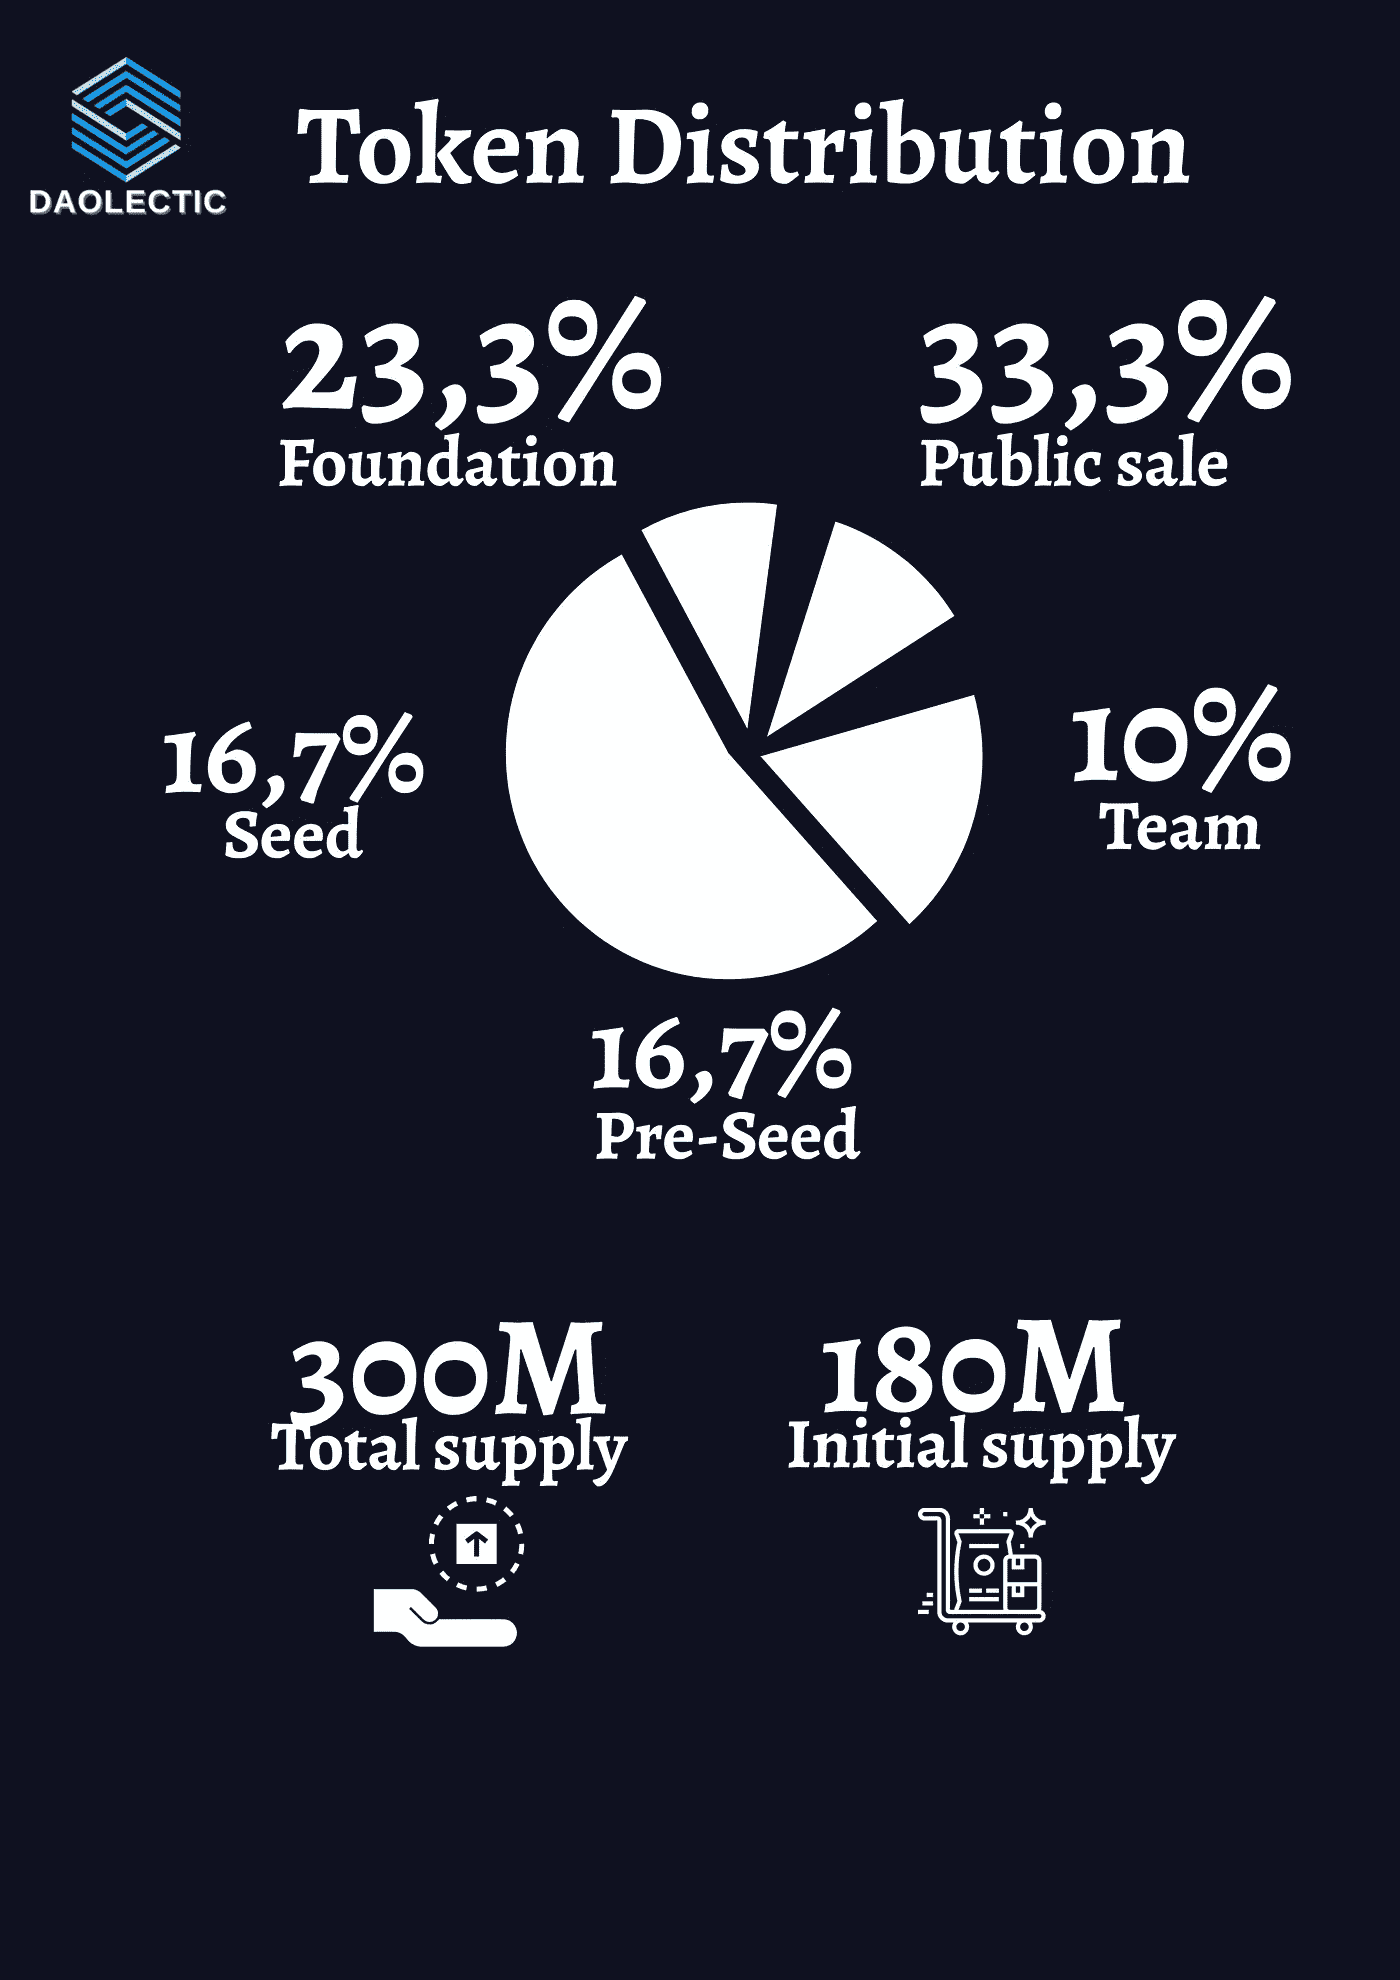 DAOLECTIC
Token Distribution
23,3%
Foundation
33,3%
Public sale
16,7%
Seed
10%
Team
16,7%
Pre-Seed
300M
Total supply
180M
Initial supply